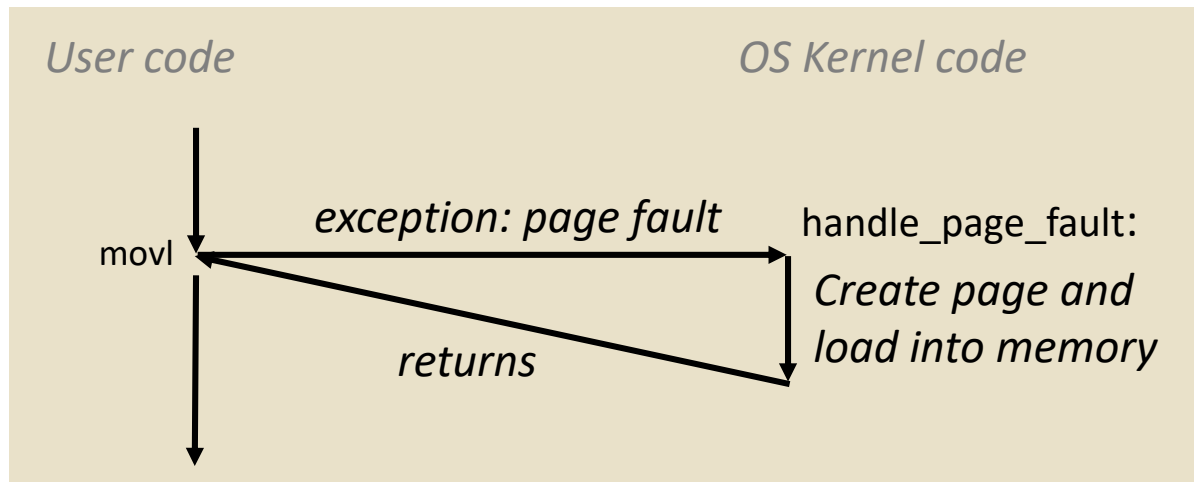 User code
OS Kernel code
exception: page fault
handle_page_fault:
movl
Create page and
load into memory
returns